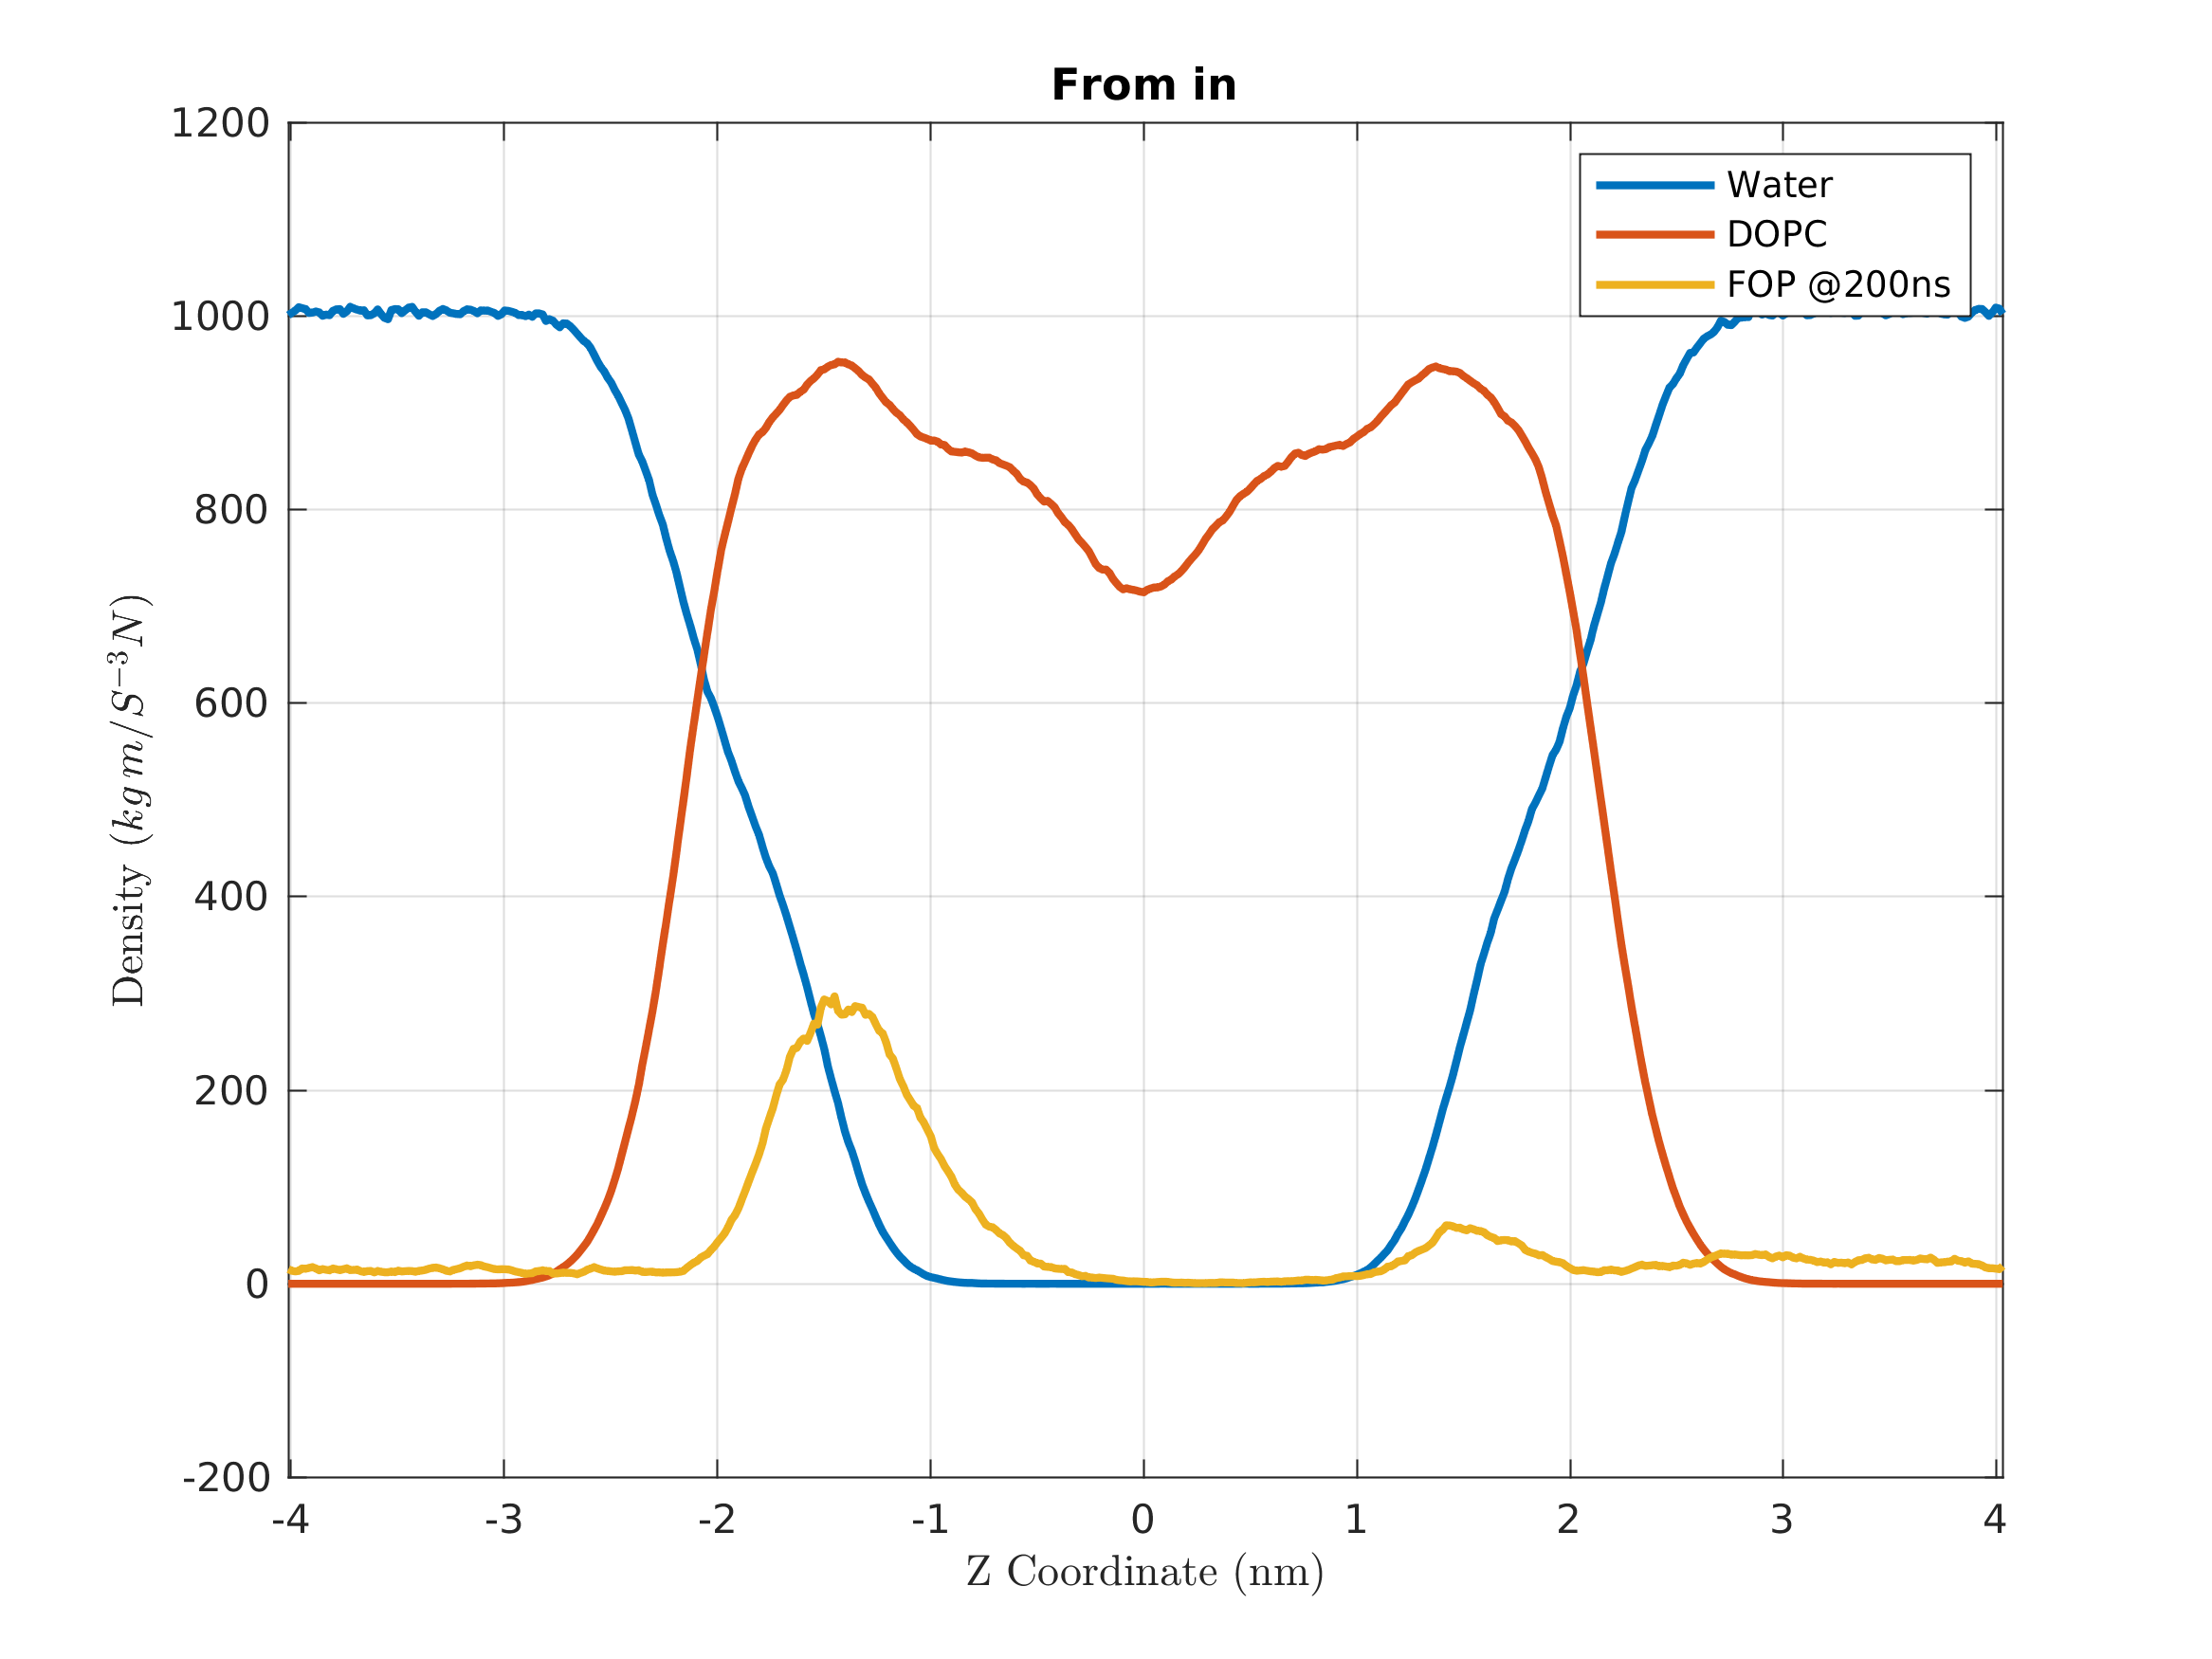 From in
1200
1000
800
600
400
200
0
-200
Density (kg m/S⁻³N)
Water
DOPC
FOP @200ns
-4 -3 -2 -1 0 1 2 3 4
Z Coordinate (nm)